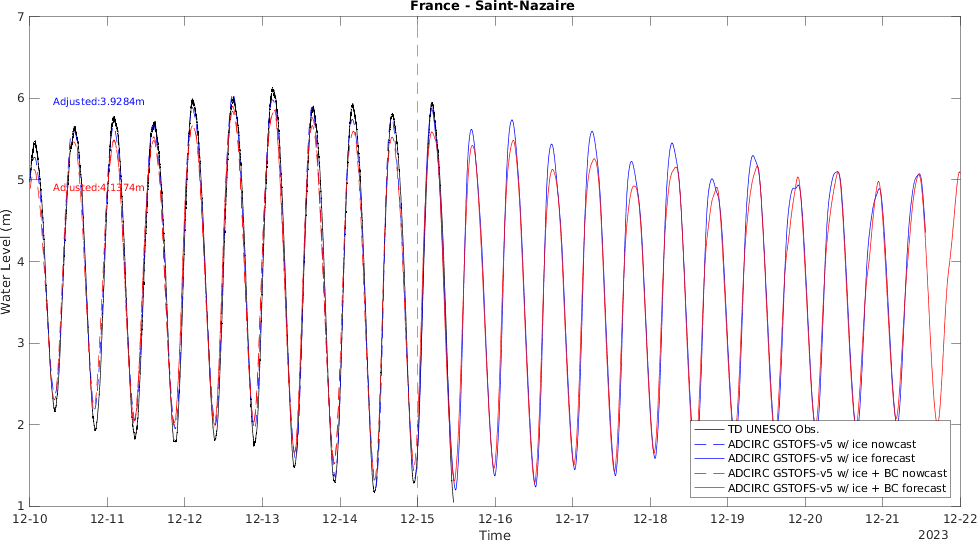 France - Saint-Nazaire
7
6
5
4
3
2
1
Water Level (m)
Adjusted:3.9284m
Adjusted:4.1374m
TD UNESCO Obs.
ADCIRC GSTOFS-v5 w/ ice nowcast
ADCIRC GSTOFS-v5 w/ ice forecast
ADCIRC GSTOFS-v5 w/ ice + BC nowcast
ADCIRC GSTOFS-v5 w/ ice + BC forecast
12-10 12-11 12-12 12-13 12-14 12-15 12-16 12-17 12-18 12-19 12-20 12-21 12-22
Time
2023